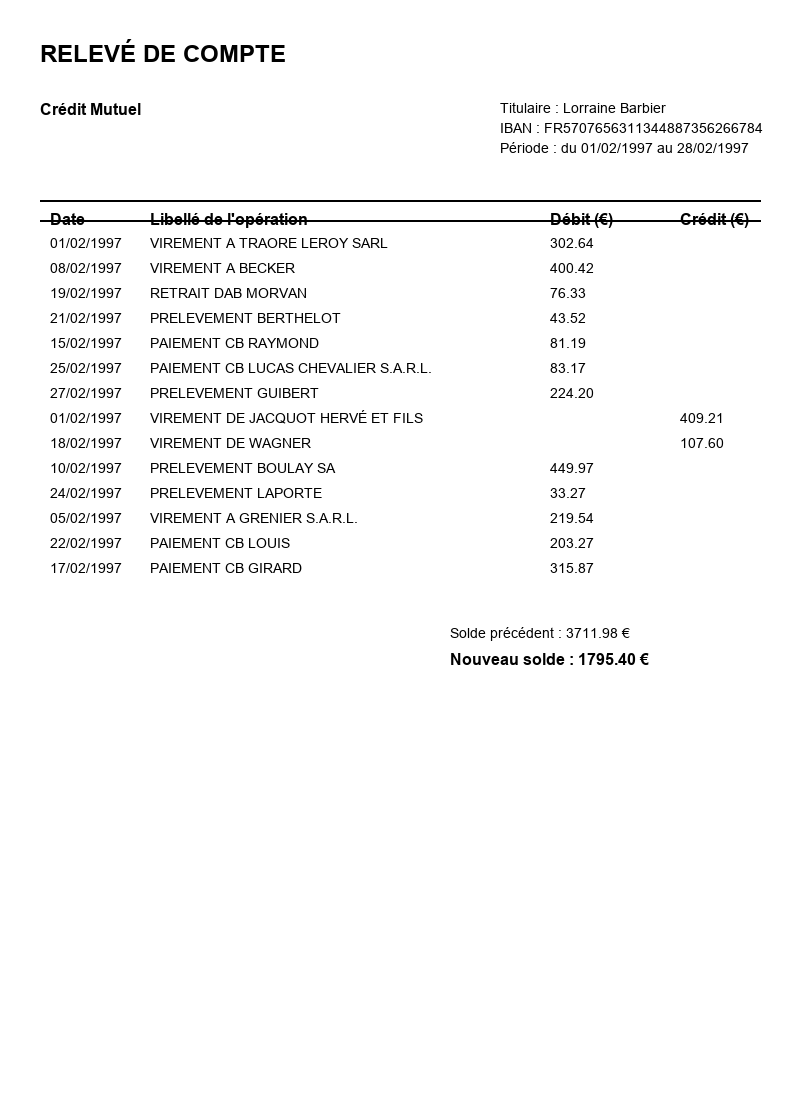 RELEVÉ DE COMPTE
Crédit Mutuel
Titulaire : Lorraine Barbier
IBAN : FR5707656311344887356266784
Période : du 01/02/1997 au 28/02/1997
Date Libellé de l'opération Débit (€) Crédit (€)
01/02/1997 VIREMENT A TRAORE LEROY SARL 302.64
08/02/1997 VIREMENT A BECKER 400.42
19/02/1997 RETRAIT DAB MORVAN 76.33
21/02/1997 PRELEVEMENT BERTHELOT 43.52
15/02/1997 PAIEMENT CB RAYMOND 81.19
25/02/1997 PAIEMENT CB LUCAS CHEVALIER S.A.R.L. 83.17
27/02/1997 PRELEVEMENT GUIBERT 224.20
01/02/1997 VIREMENT DE JACQUOT HERVÉ ET FILS 409.21
18/02/1997 VIREMENT DE WAGNER 107.60
10/02/1997 PRELEVEMENT BOULAY SA 449.97
24/02/1997 PRELEVEMENT LAPORTE 33.27
05/02/1997 VIREMENT A GRENIER S.A.R.L. 219.54
22/02/1997 PAIEMENT CB LOUIS 203.27
17/02/1997 PAIEMENT CB GIRARD 315.87
Solde précédent : 3711.98 €
Nouveau solde : 1795.40 €